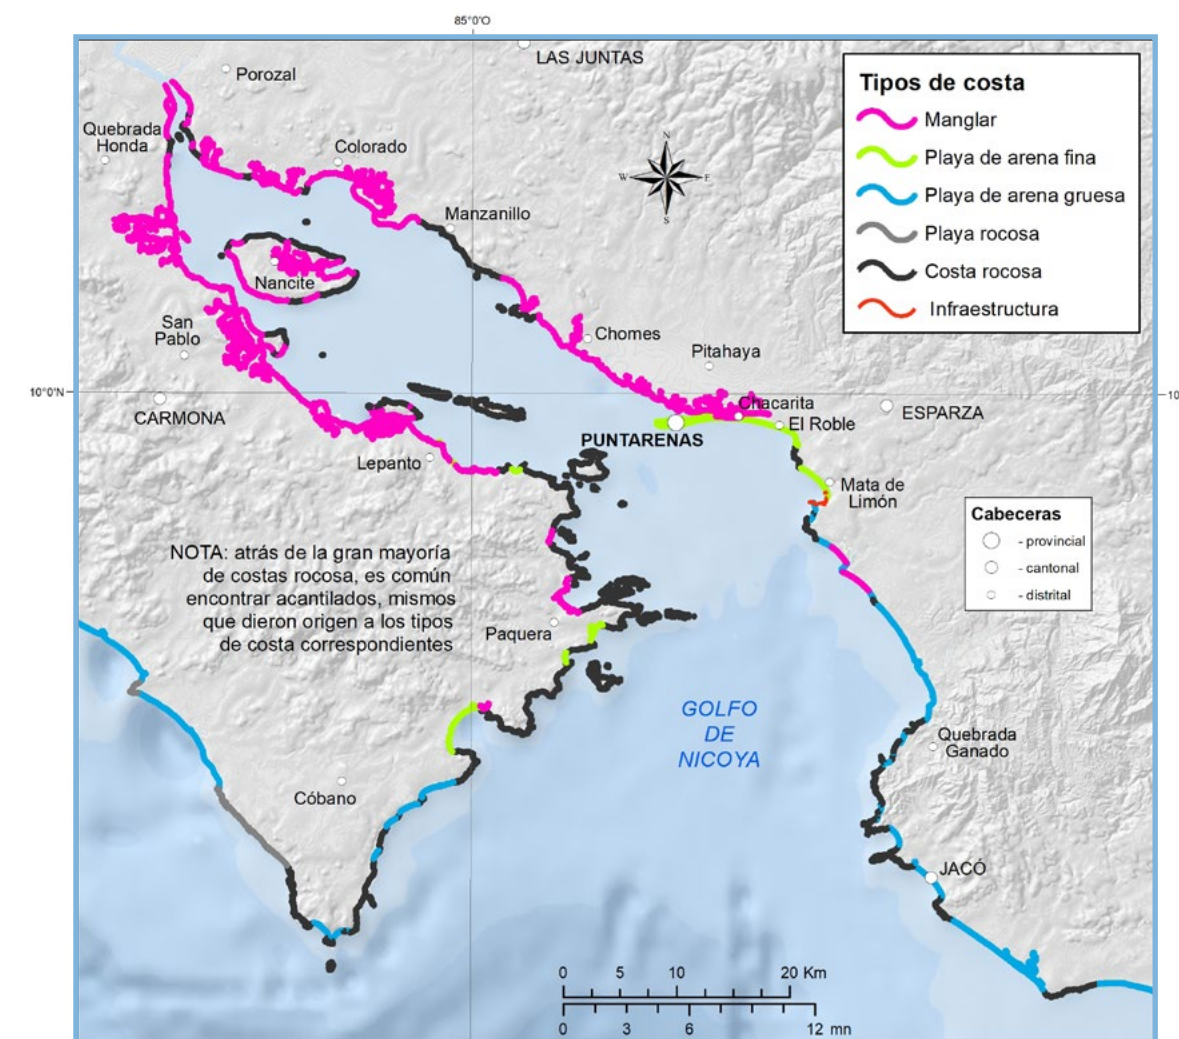 85°0'O
LAS JUNTAS
Porozal
Quebrada
Honda
Colorado
Manzanillo
N
W
E
S
Tipos de costa
Manglar
Playa de arena fina
Playa de arena gruesa
Playa rocosa
Costa rocosa
Infraestructura
Nancite
San
Pablo
Chomes
Pitahaya
10°0'N
10
CARMONA
Chacarita
El Roble
ESPARZA
PUNTARENAS
Lepanto
Mata de
Limón
Cabeceras
- provincial
- cantonal
- distrital
NOTA: atrás de la gran mayoría
de costas rocosa, es común
encontrar acantilados, mismos
que dieron origen a los tipos
de costa correspondientes
Paquera
GOLFO
DE
NICOYA
Quebrada
Ganado
Cóbano
JACÓ
0 5 10 20 Km
0 3 6 12 mn